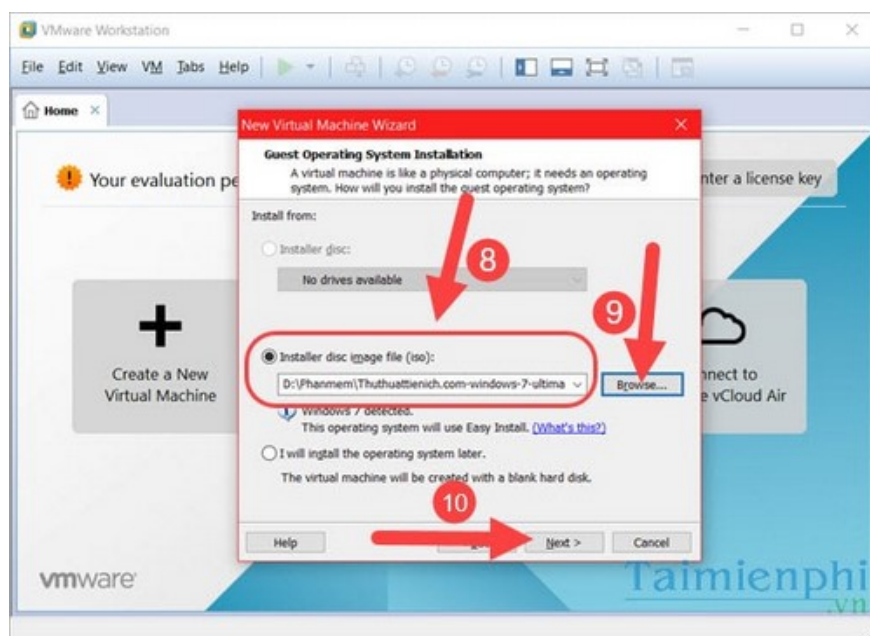 VMware Workstation
File Edit View VM Tabs Help
Home
New Virtual Machine Wizard
Guest Operating System Installation
A virtual machine is like a physical computer; it needs an operating
system. How will you install the guest operating system?
Your evaluation pe
nter a license key
Install from:
Installer disc:
8
No drives available
9
Installer disc image file (iso):
D:\Phanmem\Thuthuattienich.com-windows-7-ultima
Browse...
Create a New
Virtual Machine
nnect to
e vCloud Air
Windows 7 detected.
This operating system will use Easy Install. (What's this?)
I will install the operating system later.
The virtual machine will be created with a blank hard disk.
10
Help
Next >
Cancel
vmware
Taimienphi
.vn